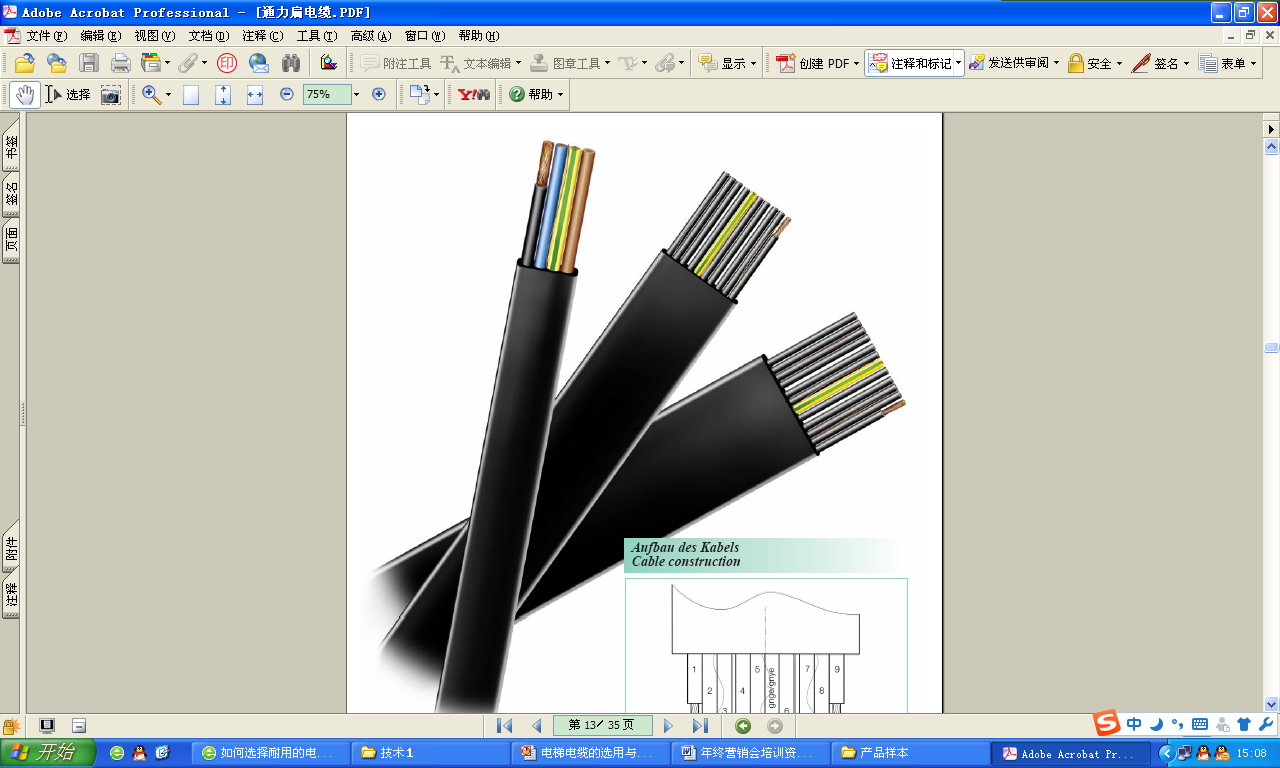 Adobe Acrobat Professional - [通力扁电缆.PDF]
文件(F) 编辑(E) 视图(V) 文档(D) 注释(C) 工具(T) 高级(A) 窗口(W) 帮助(H)
附注工具 文本编辑 图章工具 显示 创建 PDF 注释和标记 发送供审阅 安全 签名 表单
选择 75% Y! 帮助
书签
签名
页面
附件
注释
Aufbau des Kabels
Cable construction
1 5 7 9
2 4 gnge/gnye 8
3 6
第 13/ 35 页
S 中
开始 如何选择耐用的电... 技术1 电梯电缆的选用与... 年终营销会培训资... 产品样本 Adobe Acrobat Pr... 15:08